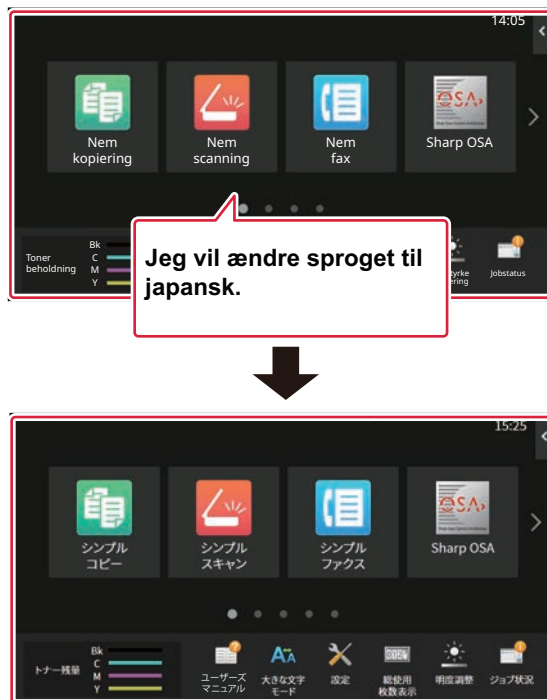 14:05
Nem
kopiering
Nem
scanning
Nem
fax
Sharp OSA
Jeg vil ændre sproget til
japansk.
Toner
beholdning
Bk
C
M
Y
Jobstatus
15:25
シンプル
コピー
シンプル
スキャン
シンプル
ファクス
Sharp OSA
トナー残量
Bk
C
M
Y
ユーザーズ
マニュアル
大きな文字
モード
設定
総使用
枚数表示
明度調整
ジョブ状況